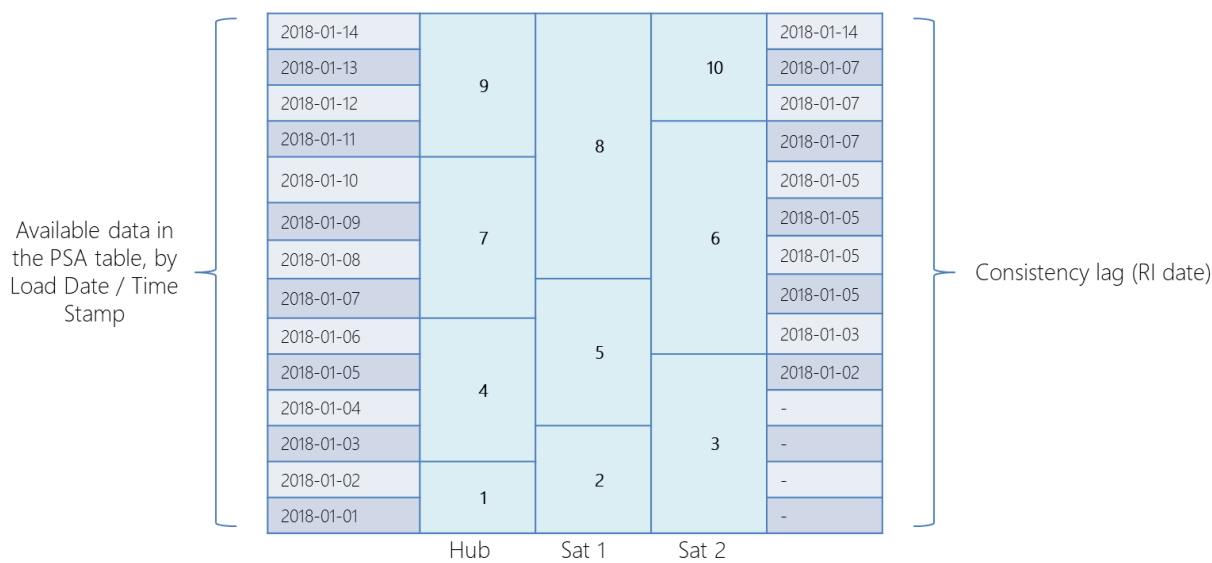 2018-01-14 2018-01-14
2018-01-13 10 2018-01-07
9
2018-01-12 2018-01-07
2018-01-11 2018-01-07
8
2018-01-10 2018-01-05
2018-01-09 2018-01-05
Available data in
the PSA table, by
Load Date / Time
Stamp
7 6
2018-01-08 2018-01-05
Consistency lag (RI date)
2018-01-07 2018-01-05
2018-01-06 2018-01-03
5
2018-01-05 2018-01-02
4
2018-01-04 -
2018-01-03 3 -
2018-01-02 2 -
1
2018-01-01 -
Hub Sat 1 Sat 2